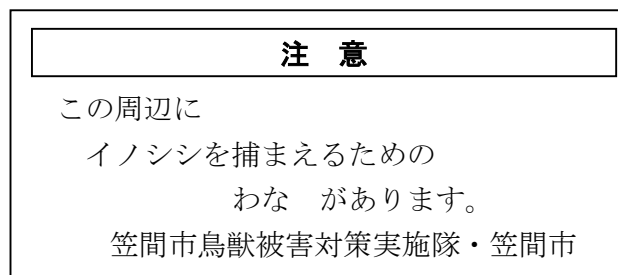 注　意
この周辺に
イノシシを捕まえるための
わな　があります。
笠間市鳥獣被害対策実施隊・笠間市